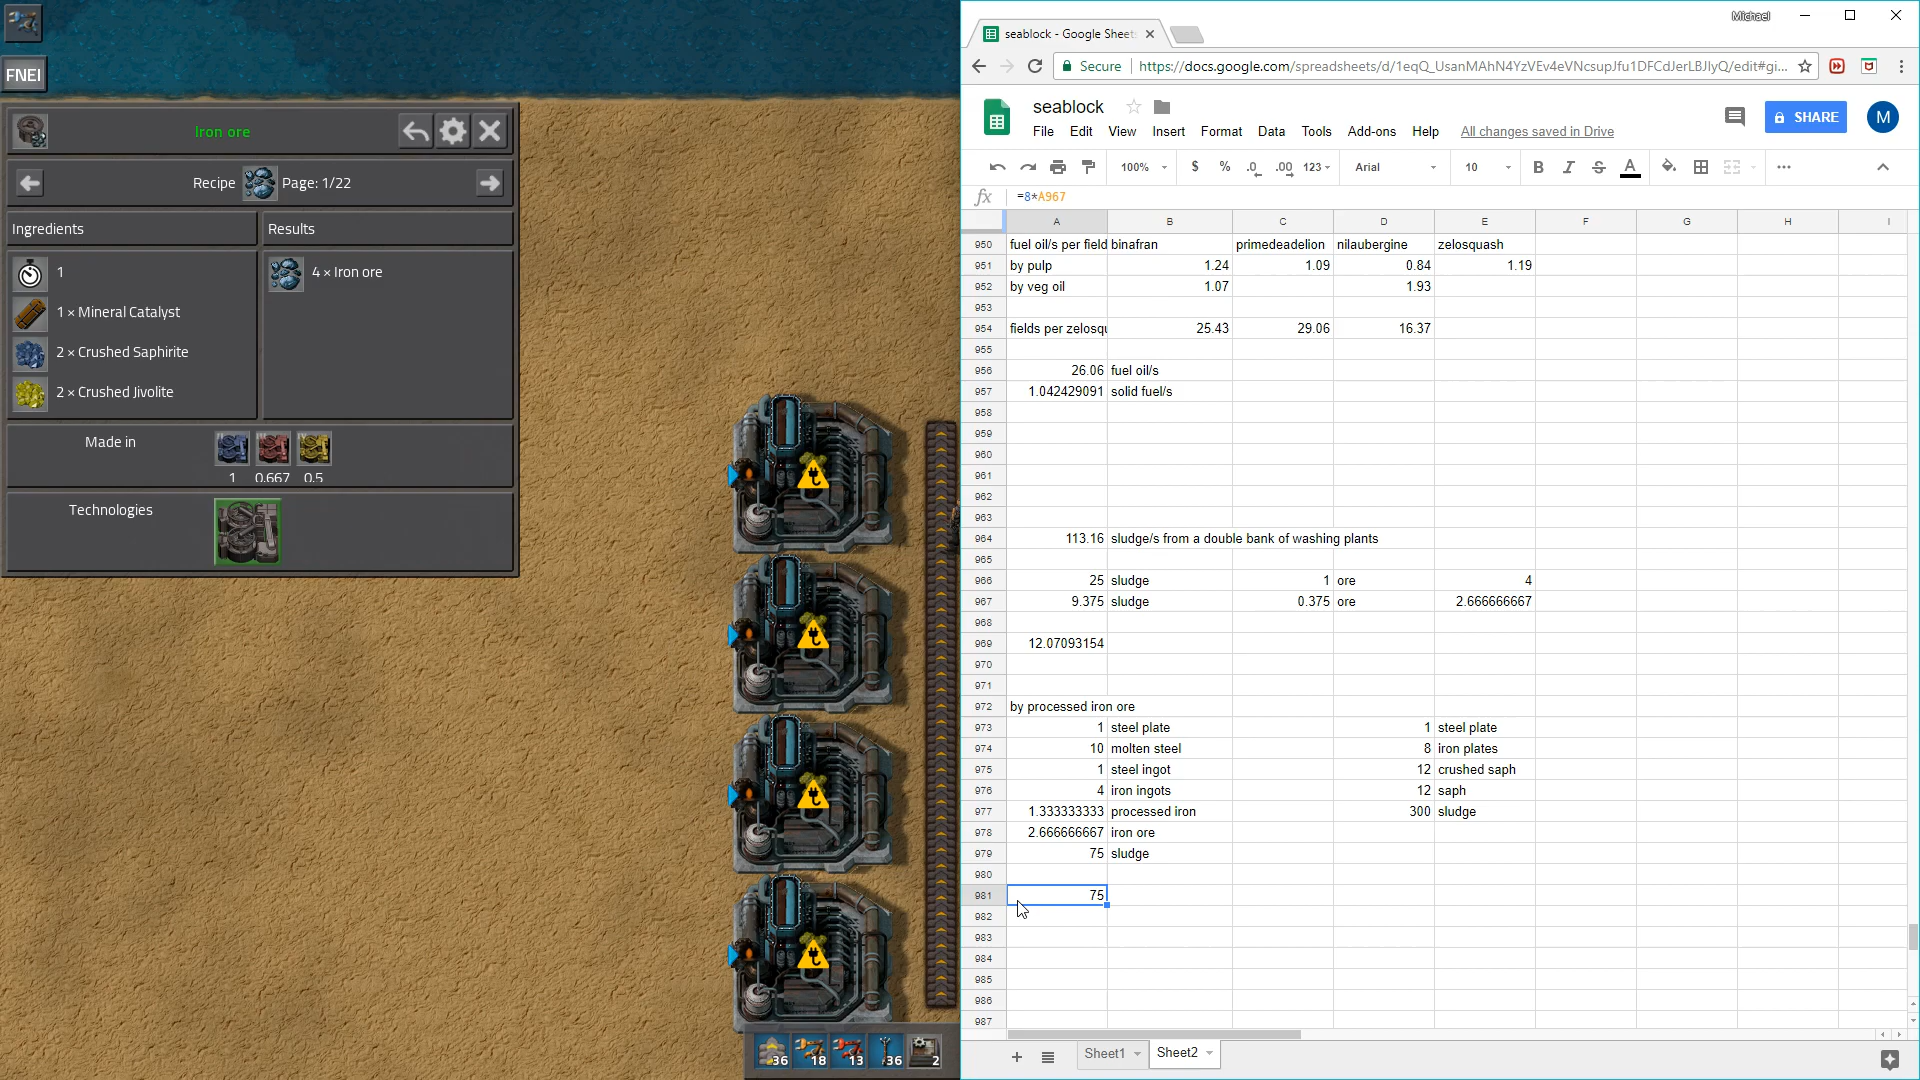 FNEI
Iron ore
Recipe Page: 1/22
Ingredients
Results
1
4 × Iron ore
1 × Mineral Catalyst
2 × Crushed Saphirite
2 × Crushed Jivolite
Made in
1 0.667 0.5
Technologies
36 18 13 36 2
Michael
seablock - Google Sheets
Secure https://docs.google.com/spreadsheets/d/1eqQ_UsanMAhN4YzVEv4eVNcsupJfu1DFCdJerLBJIyQ/edit#gi...
seablock
File Edit View Insert Format Data Tools Add-ons Help All changes saved in Drive
SHARE
M
100% $ % .0 .00 123 Arial 10 B I S A
fx =8*A967
A B C D E F G H I
950 fuel oil/s per field binafran primedeadelion nilaubergine zelosquash
951 by pulp 1.24 1.09 0.84 1.19
952 by veg oil 1.07 1.93
953
954 fields per zelosqu 25.43 29.06 16.37
955
956 26.06 fuel oil/s
957 1.042429091 solid fuel/s
958
959
960
961
962
963
964 113.16 sludge/s from a double bank of washing plants
965
966 25 sludge 1 ore 4
967 9.375 sludge 0.375 ore 2.666666667
968
969 12.07093154
970
971
972 by processed iron ore
973 1 steel plate 1 steel plate
974 10 molten steel 8 iron plates
975 1 steel ingot 12 crushed saph
976 4 iron ingots 12 saph
977 1.333333333 processed iron 300 sludge
978 2.666666667 iron ore
979 75 sludge
980
981 75
982
983
984
985
986
987
Sheet1 Sheet2